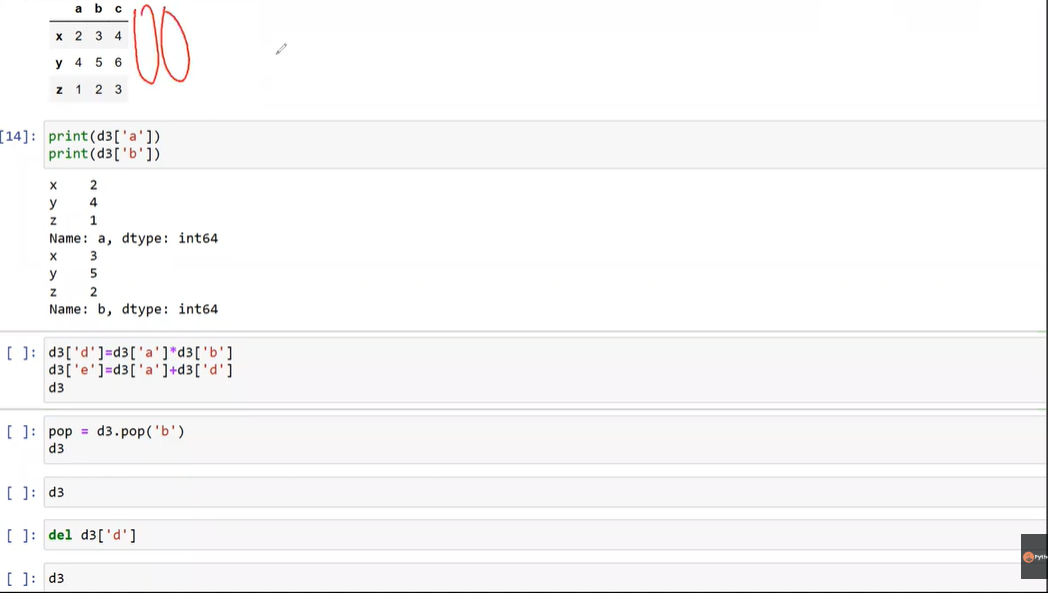 a b c
x 2 3 4
y 4 5 6
z 1 2 3
[14]: print(d3['a'])
print(d3['b'])
x 2
y 4
z 1
Name: a, dtype: int64
x 3
y 5
z 2
Name: b, dtype: int64
[ ]: d3['d']=d3['a']*d3['b']
d3['e']=d3['a']+d3['d']
d3
[ ]: pop = d3.pop('b')
d3
[ ]: d3
[ ]: del d3['d']
Pyth
[ ]: d3